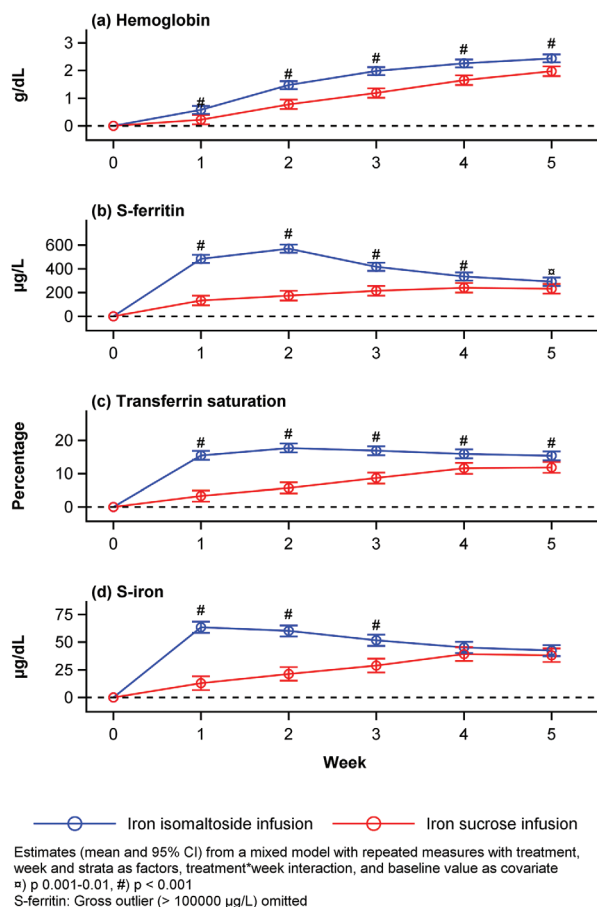 (a) Hemoglobin
g/dL
3
2
1
0
# # # # #
0 1 2 3 4 5
(b) S-ferritin
µg/L
600
400
200
0
# # # # ¤
0 1 2 3 4 5
(c) Transferrin saturation
Percentage
20
10
0
# # # # #
0 1 2 3 4 5
(d) S-iron
µg/dL
75
50
25
0
# # #
0 1 2 3 4 5
Week
Iron isomaltoside infusion Iron sucrose infusion
Estimates (mean and 95% CI) from a mixed model with repeated measures with treatment,
week and strata as factors, treatment*week interaction, and baseline value as covariate
¤) p 0.001-0.01, #) p < 0.001
S-ferritin: Gross outlier (> 100000 µg/L) omitted